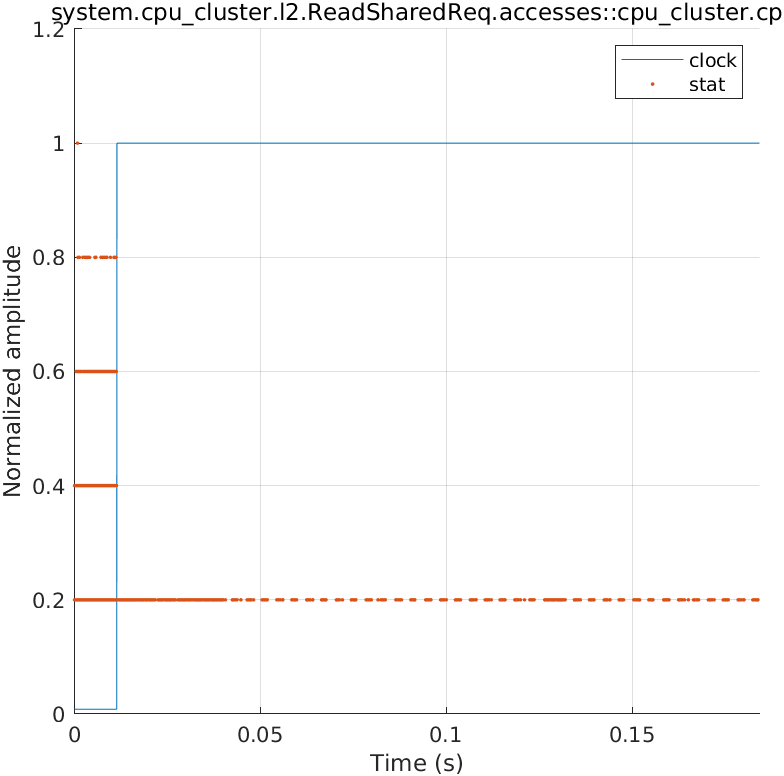 system.cpu_cluster.l2.ReadSharedReq.accesses::cpu_cluster.cp
clock
stat
1.2
1
0.8
0.6
0.4
0.2
0
Normalized amplitude
0
0.05
0.1
0.15
Time (s)